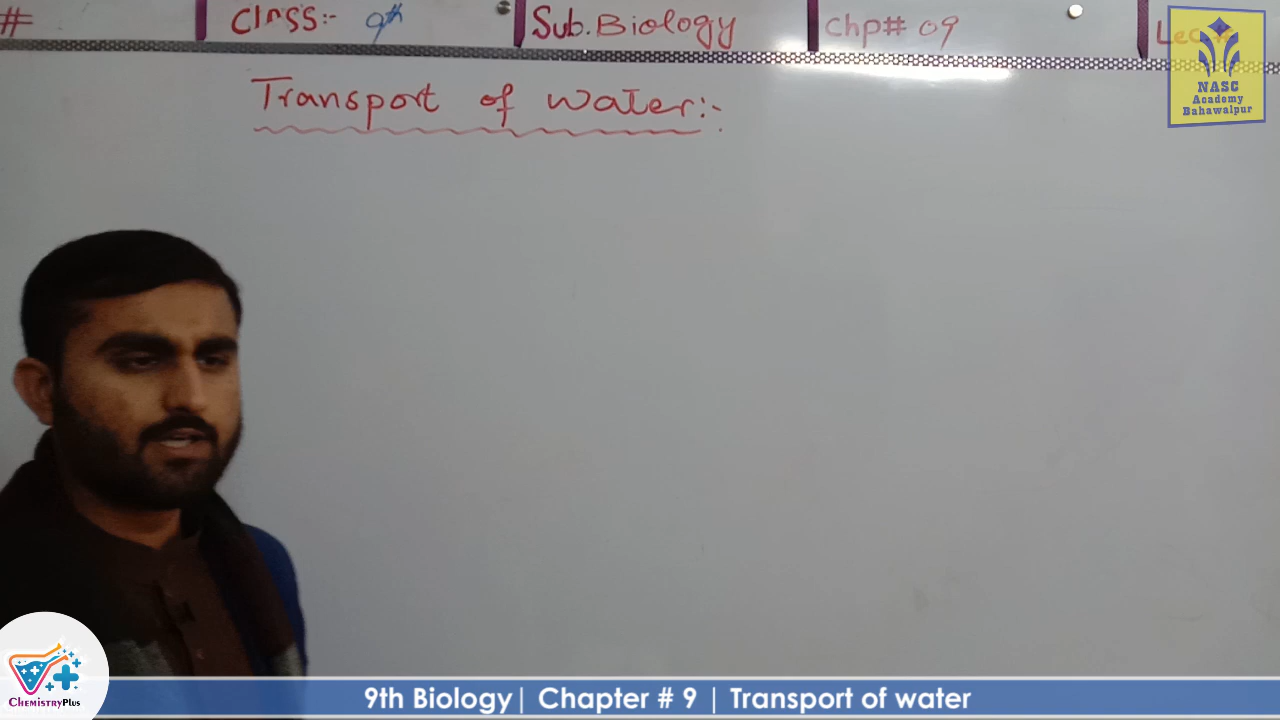 #
Class:- 9th
Sub. Biology
Chp# 09
Transport of water:-
NASC
Academy
Bahawalpur
ChemistryPlus
9th Biology| Chapter # 9 | Transport of water